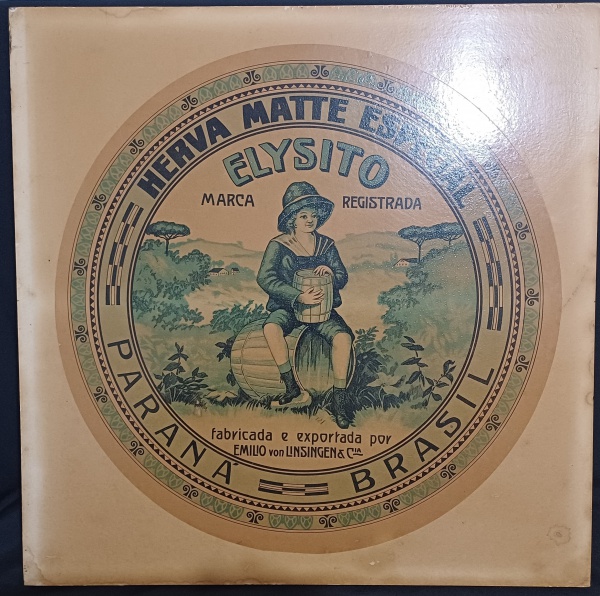 HERVA MATTE ESPECIAL
ELYSITO
MARCA REGISTRADA
fabricada e exportada por
EMILIO von LINSINGEN & Cⁱᴬ
PARANÁ BRASIL